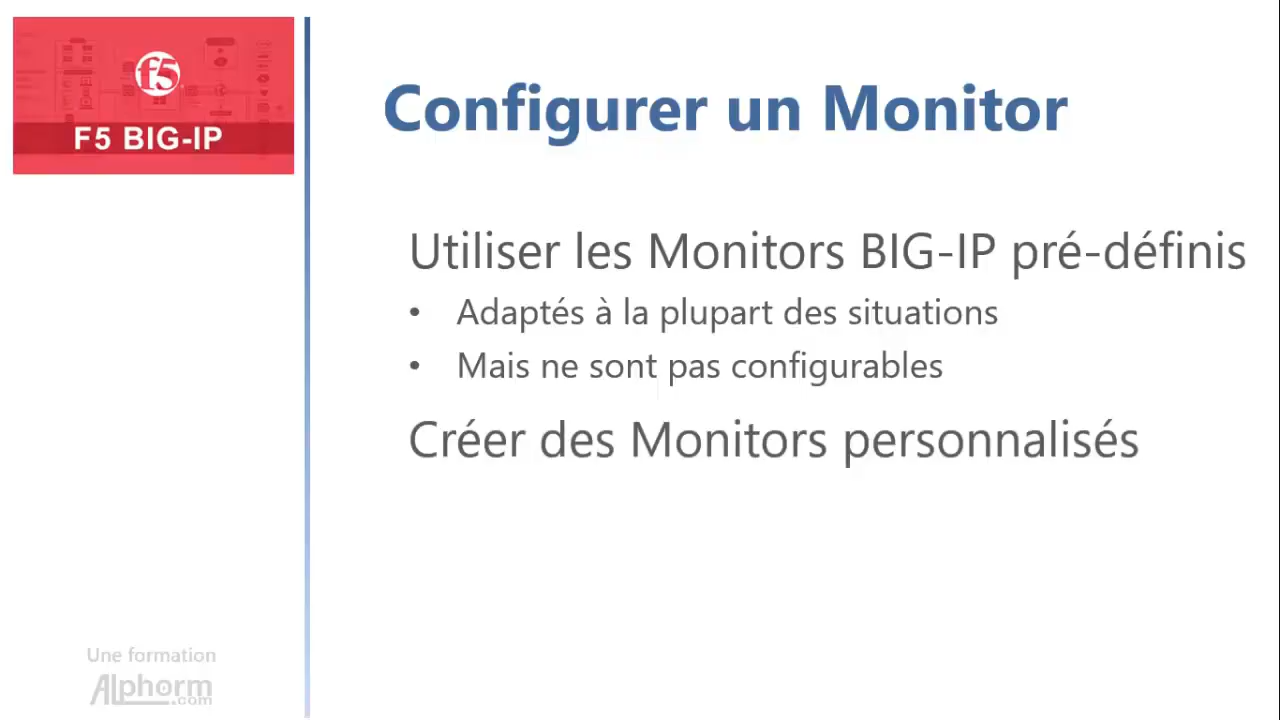 f5
F5 BIG-IP
Configurer un Monitor
Utiliser les Monitors BIG-IP pré-définis
• Adaptés à la plupart des situations
• Mais ne sont pas configurables
Créer des Monitors personnalisés
Une formation
Alphorm
.com